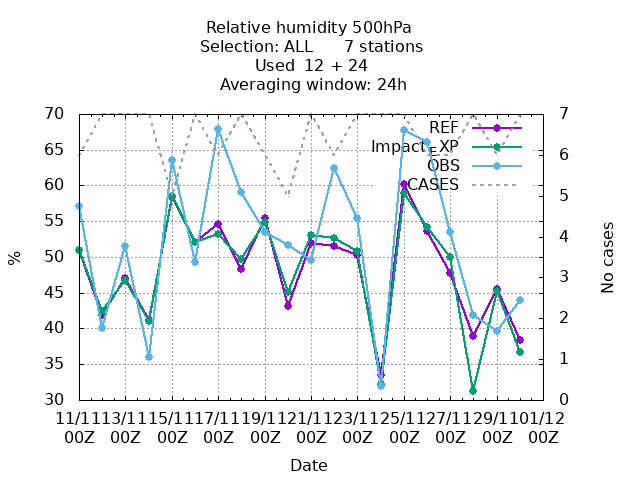 Relative humidity 500hPa
Selection: ALL 7 stations
Used 12 + 24
Averaging window: 24h
70 7
65 6
60 5
55 4
50
45 3
40 2
35 1
30 0
REF
Impact_XP
OBS
CASES
%
No cases
11/11 13/11 15/11 17/11 19/11 21/11 23/11 25/11 27/11 29/11 01/12
00Z 00Z 00Z 00Z 00Z 00Z 00Z 00Z 00Z 00Z 00Z
Date